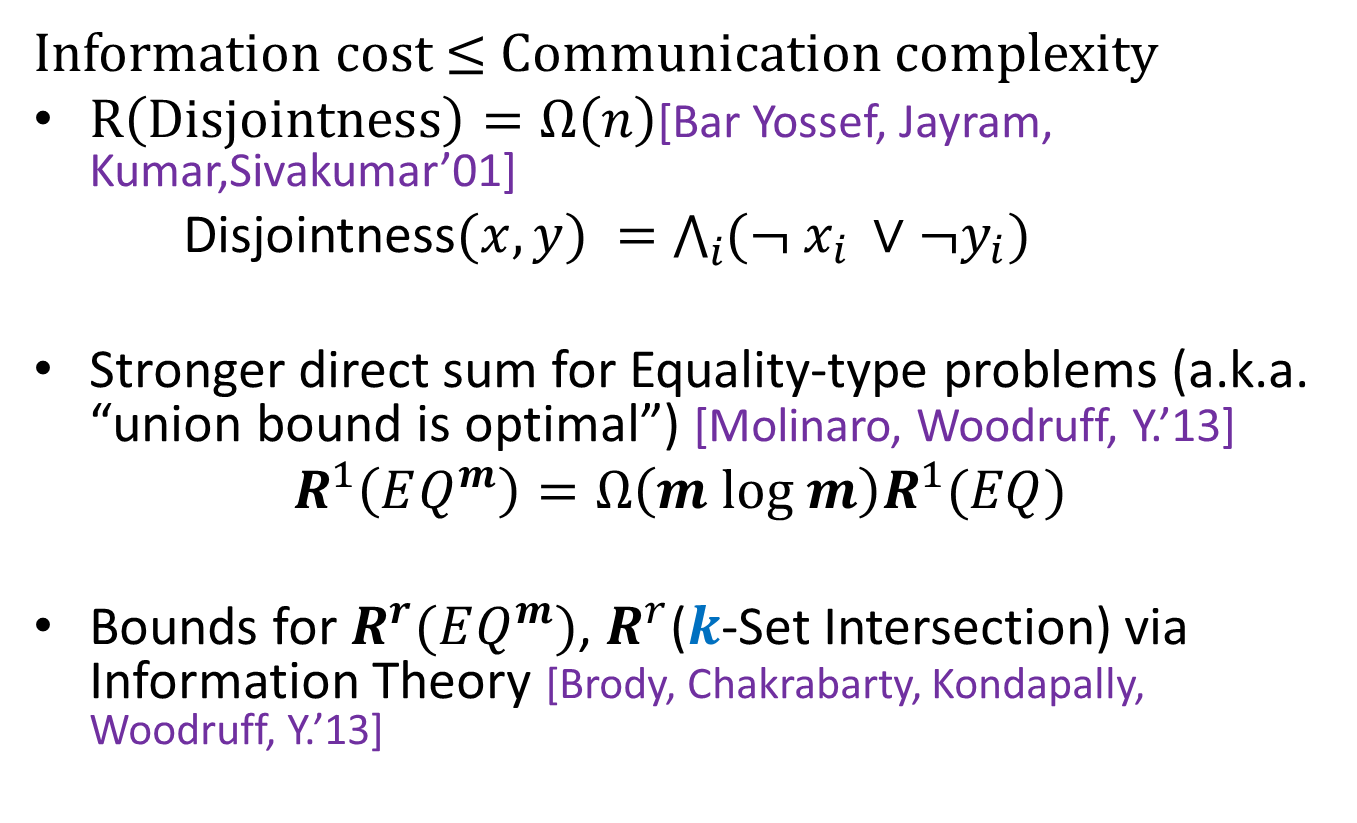 Information cost ≤ Communication complexity
• R(Disjointness) = Ω(n)[Bar Yossef, Jayram,
Kumar,Sivakumar’01]
Disjointness(x, y) = ⋀ᵢ(¬ xᵢ ∨ ¬yᵢ)
• Stronger direct sum for Equality-type problems (a.k.a.
“union bound is optimal”) [Molinaro, Woodruff, Y.’13]
R¹(EQᵐ) = Ω(m log m)R¹(EQ)
• Bounds for Rʳ(EQᵐ), Rʳ(k-Set Intersection) via
Information Theory [Brody, Chakrabarty, Kondapally,
Woodruff, Y.’13]